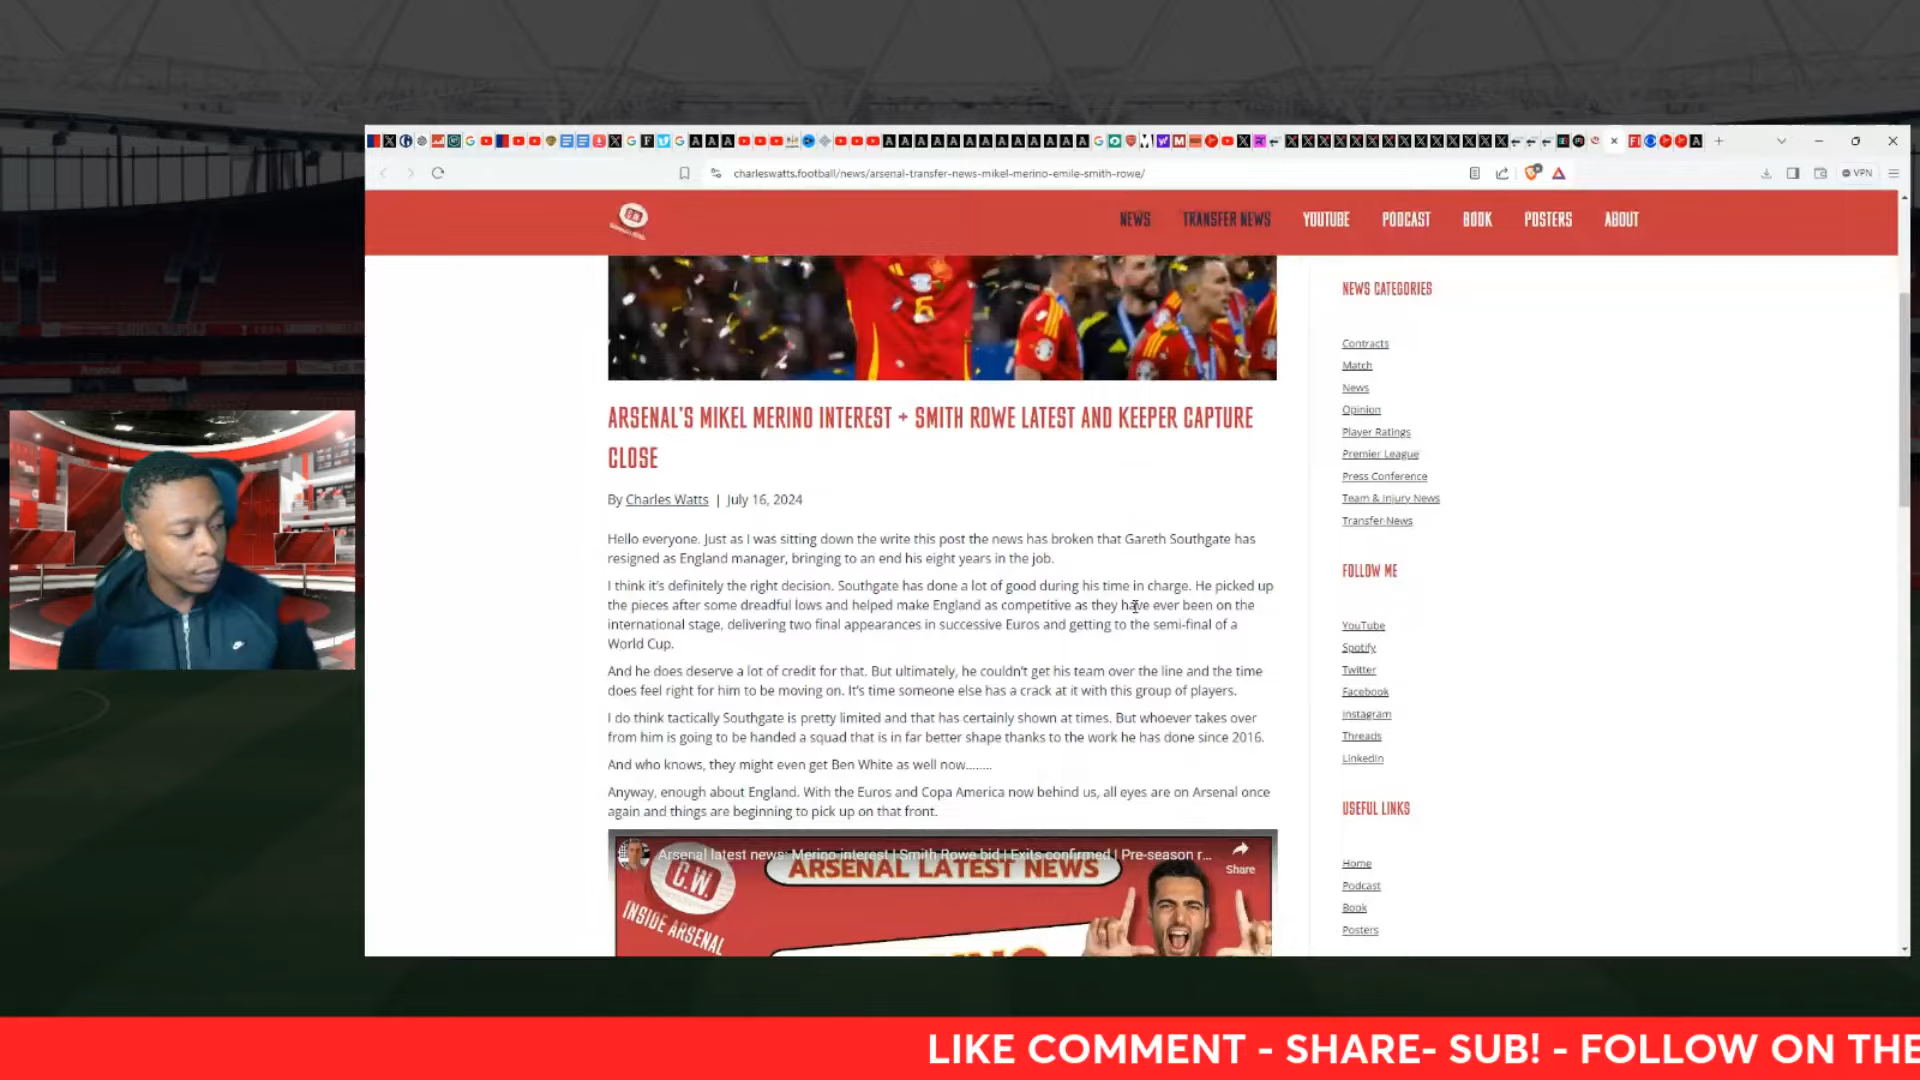 charleswatts.football/news/arsenal-transfer-news-mikel-merino-emile-smith-rowe/
VPN
C.W.
NEWS
TRANSFER NEWS
YOUTUBE
PODCAST
BOOK
POSTERS
ABOUT
6
ARSENAL'S MIKEL MERINO INTEREST + SMITH ROWE LATEST AND KEEPER CAPTURE
CLOSE
By Charles Watts | July 16, 2024
Hello everyone. Just as I was sitting down the write this post the news has broken that Gareth Southgate has
resigned as England manager, bringing to an end his eight years in the job.
I think it's definitely the right decision. Southgate has done a lot of good during his time in charge. He picked up
the pieces after some dreadful lows and helped make England as competitive as they have ever been on the
international stage, delivering two final appearances in successive Euros and getting to the semi-final of a
World Cup.
And he does deserve a lot of credit for that. But ultimately, he couldn't get his team over the line and the time
does feel right for him to be moving on. It's time someone else has a crack at it with this group of players.
I do think tactically Southgate is pretty limited and that has certainly shown at times. But whoever takes over
from him is going to be handed a squad that is in far better shape thanks to the work he has done since 2016.
And who knows, they might even get Ben White as well now........
Anyway, enough about England. With the Euros and Copa America now behind us, all eyes are on Arsenal once
again and things are beginning to pick up on that front.
Arsenal latest news: Merino interest | Smith Rowe bid | Exits confirmed | Pre-season r...
Share
ARSENAL LATEST NEWS
C.W.
INSIDE ARSENAL
NEWS CATEGORIES
Contracts
Match
News
Opinion
Player Ratings
Premier League
Press Conference
Team & Injury News
Transfer News
FOLLOW ME
YouTube
Spotify
Twitter
Facebook
Instagram
Threads
LinkedIn
USEFUL LINKS
Home
Podcast
Book
Posters
LIKE COMMENT - SHARE- SUB! - FOLLOW ON THE